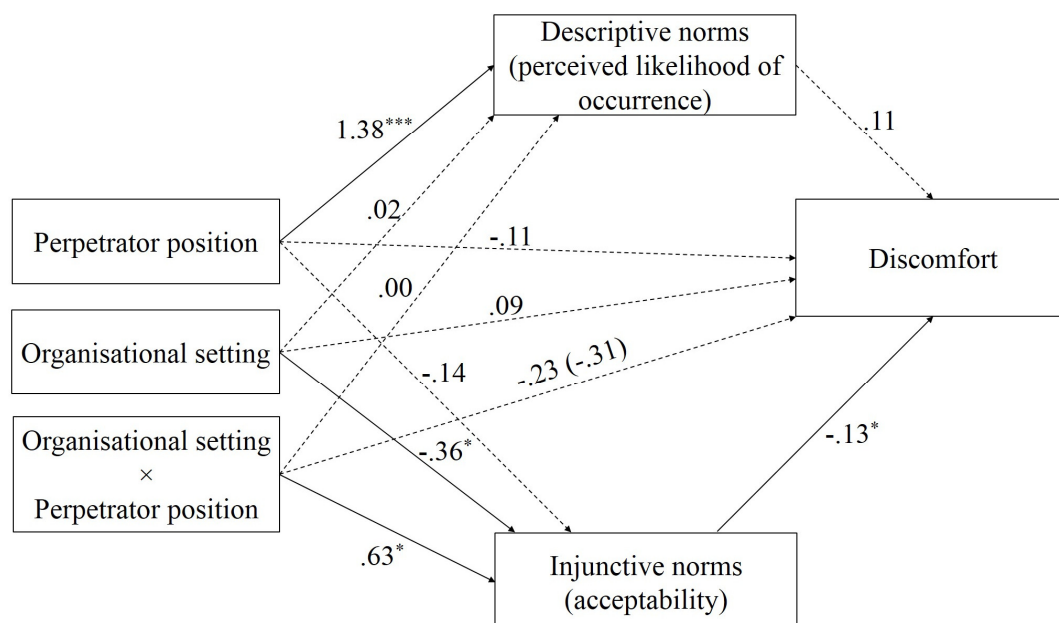 Descriptive norms
(perceived likelihood of
occurrence)
1.38***
.11
.02
Perpetrator position
-.11
Discomfort
.00
.09
Organisational setting
-.14
-.23 (-.31)
Organisational setting
×
Perpetrator position
-.36*
-.13*
.63*
Injunctive norms
(acceptability)